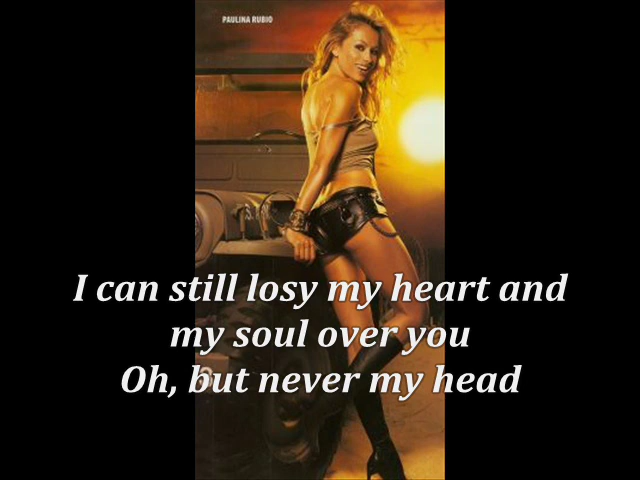 PAULINA RUBIO
I can still losy my heart and
my soul over you
Oh, but never my head